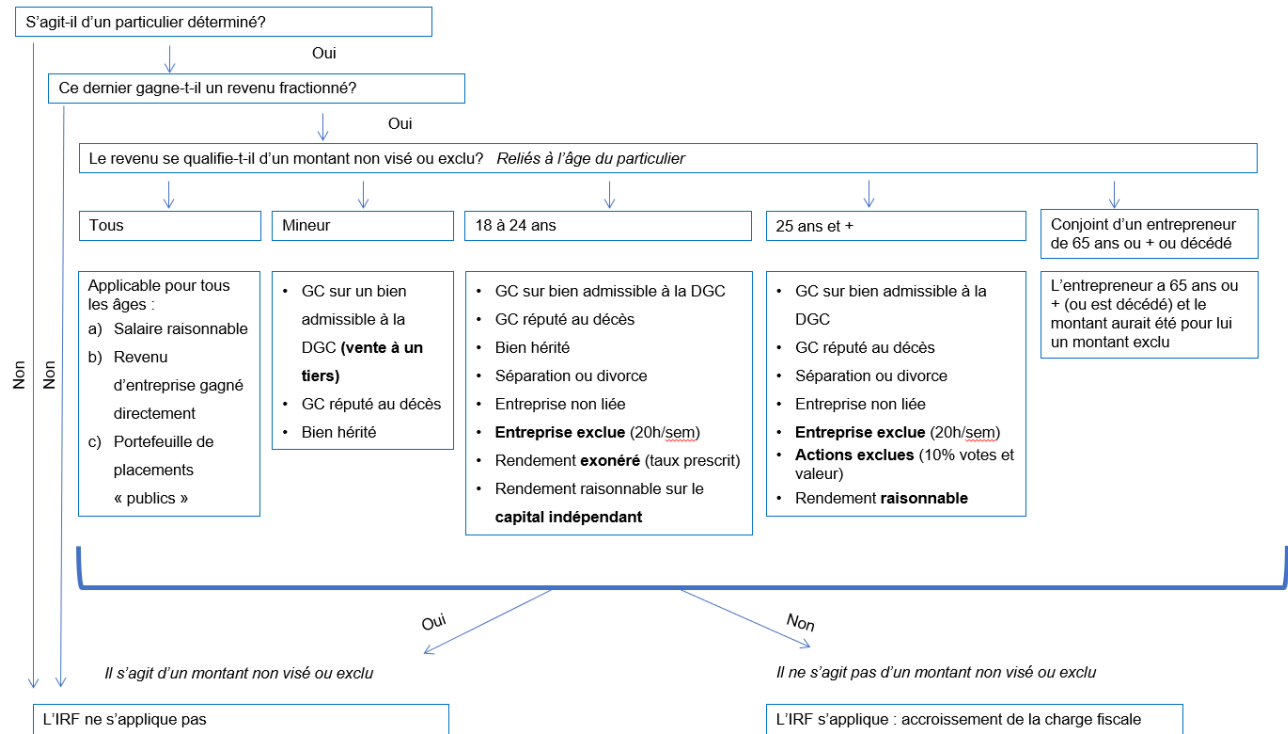 S’agit-il d’un particulier déterminé?
Oui
Ce dernier gagne-t-il un revenu fractionné?
Oui
Le revenu se qualifie-t-il d’un montant non visé ou exclu? Reliés à l’âge du particulier
Tous
Mineur
18 à 24 ans
25 ans et +
Conjoint d’un entrepreneur
de 65 ans ou + ou décédé
Applicable pour tous
les âges :
a) Salaire raisonnable
b) Revenu
d’entreprise gagné
directement
c) Portefeuille de
placements
« publics »
• GC sur un bien
admissible à la
DGC (vente à un
tiers)
• GC réputé au décès
• Bien hérité
• GC sur bien admissible à la DGC
• GC réputé au décès
• Bien hérité
• Séparation ou divorce
• Entreprise non liée
• Entreprise exclue (20h/sem)
• Rendement exonéré (taux prescrit)
• Rendement raisonnable sur le
capital indépendant
• GC sur bien admissible à la
DGC
• GC réputé au décès
• Séparation ou divorce
• Entreprise non liée
• Entreprise exclue (20h/sem)
• Actions exclues (10% votes et
valeur)
• Rendement raisonnable
L’entrepreneur a 65 ans ou
+ (ou est décédé) et le
montant aurait été pour lui
un montant exclu
Non
Non
Oui
Non
Il s’agit d’un montant non visé ou exclu
Il ne s’agit pas d’un montant non visé ou exclu
L’IRF ne s’applique pas
L’IRF s’applique : accroissement de la charge fiscale